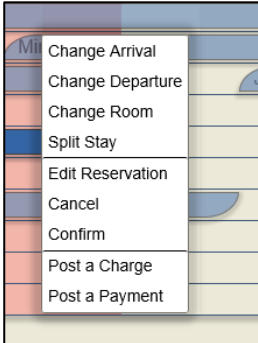 Change Arrival
Change Departure
Change Room
Split Stay
Edit Reservation
Cancel
Confirm
Post a Charge
Post a Payment